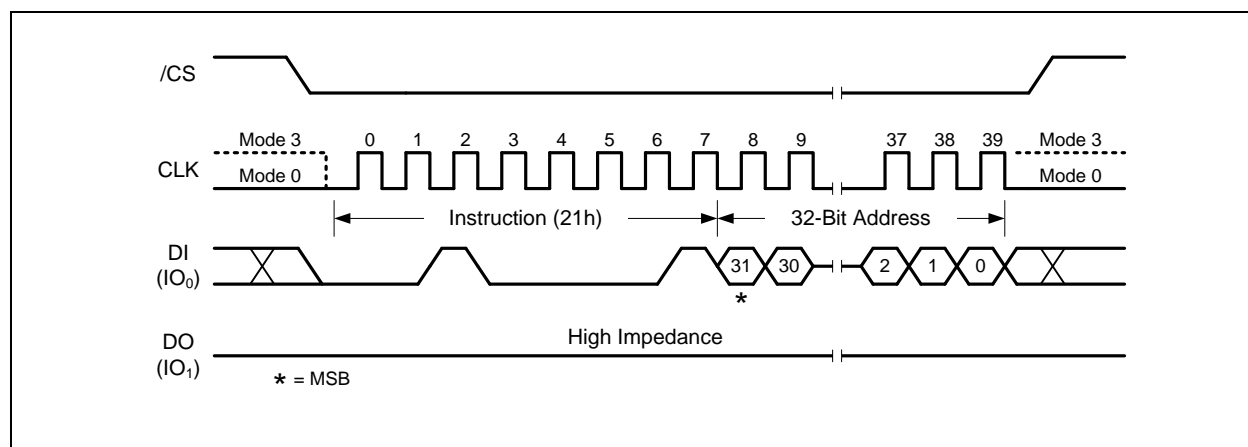 /CS
Mode 3 0 1 2 3 4 5 6 7 8 9 37 38 39 Mode 3
CLK
Mode 0 Mode 0
Instruction (21h) 32-Bit Address
DI
(IO₀)
31 30 2 1 0
*
High Impedance
DO
(IO₁)
* = MSB